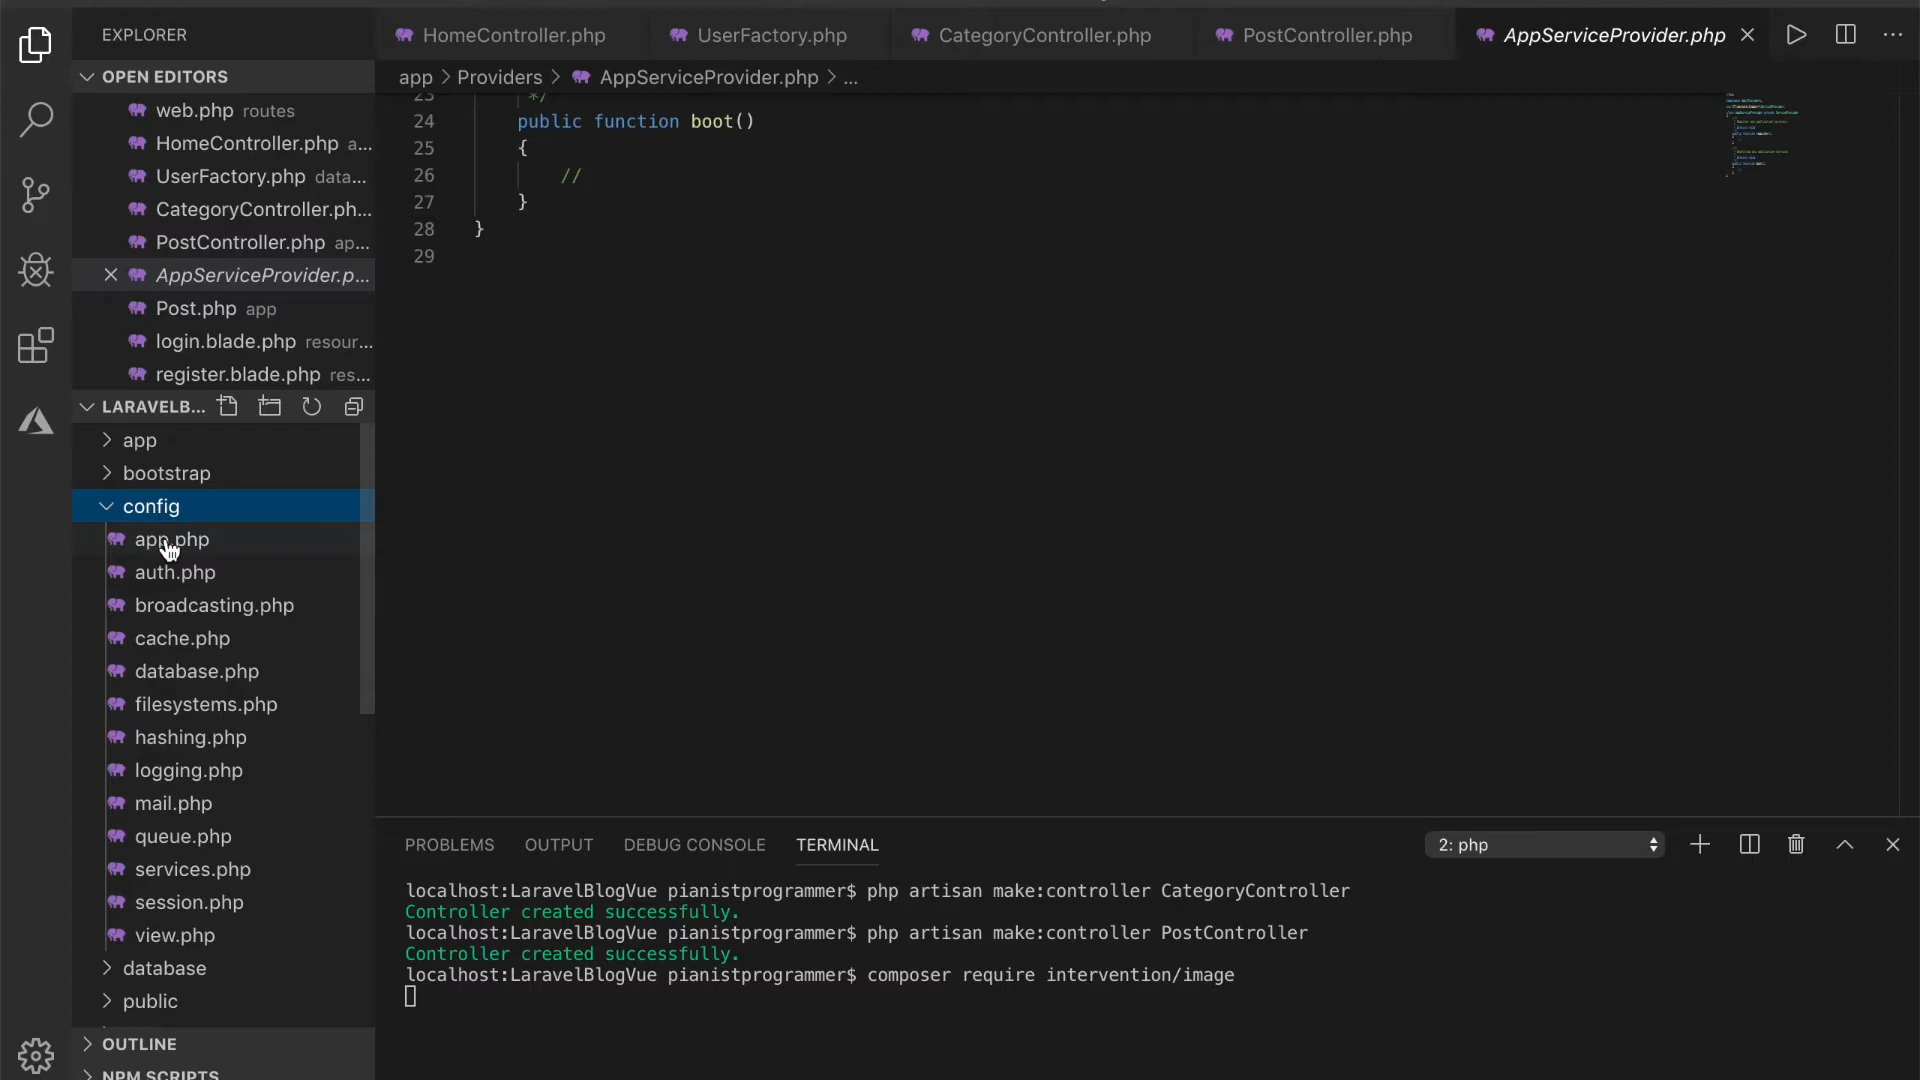 EXPLORER
OPEN EDITORS
web.php routes
HomeController.php a...
UserFactory.php data...
CategoryController.ph...
PostController.php ap...
AppServiceProvider.p...
Post.php app
login.blade.php resour...
register.blade.php res...
LARAVELB...
app
bootstrap
config
app.php
auth.php
broadcasting.php
cache.php
database.php
filesystems.php
hashing.php
logging.php
mail.php
queue.php
services.php
session.php
view.php
database
public
OUTLINE
NPM SCRIPTS
HomeController.php UserFactory.php CategoryController.php PostController.php AppServiceProvider.php
app > Providers > AppServiceProvider.php > ...
23 */
24 public function boot()
25 {
26 //
27 }
28 }
29
PROBLEMS OUTPUT DEBUG CONSOLE TERMINAL 2: php
localhost:LaravelBlogVue pianistprogrammer$ php artisan make:controller CategoryController
Controller created successfully.
localhost:LaravelBlogVue pianistprogrammer$ php artisan make:controller PostController
Controller created successfully.
localhost:LaravelBlogVue pianistprogrammer$ composer require intervention/image